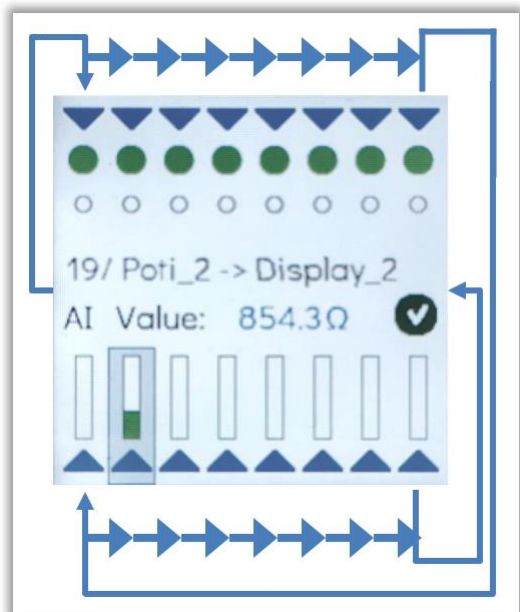 19/ Poti_2 -> Display_2
AI Value: 854.3Ω